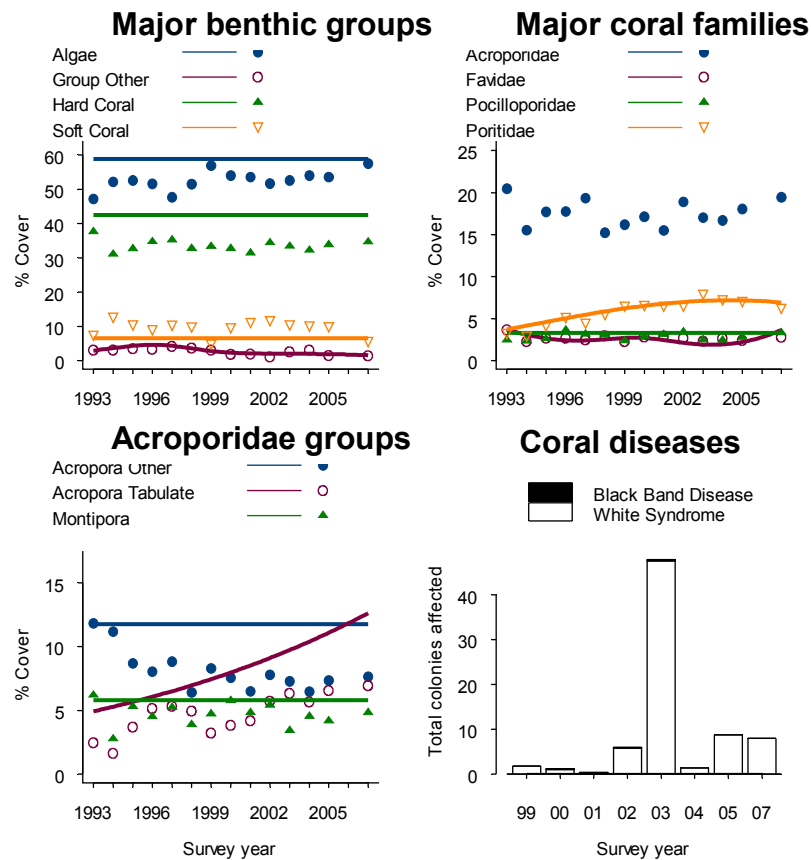 Major benthic groups
Algae
Group Other
Hard Coral
Soft Coral
% Cover
60
50
40
30
20
10
0
1993 1996 1999 2002 2005
Major coral families
Acroporidae
Favidae
Pocilloporidae
Poritidae
% Cover
25
20
15
10
5
0
1993 1996 1999 2002 2005
Acroporidae groups
Acropora Other
Acropora Tabulate
Montipora
% Cover
15
10
5
0
1993 1996 1999 2002 2005
Survey year
Coral diseases
Black Band Disease
White Syndrome
Total colonies affected
40
30
20
10
0
99 00 01 02 03 04 05 07
Survey year